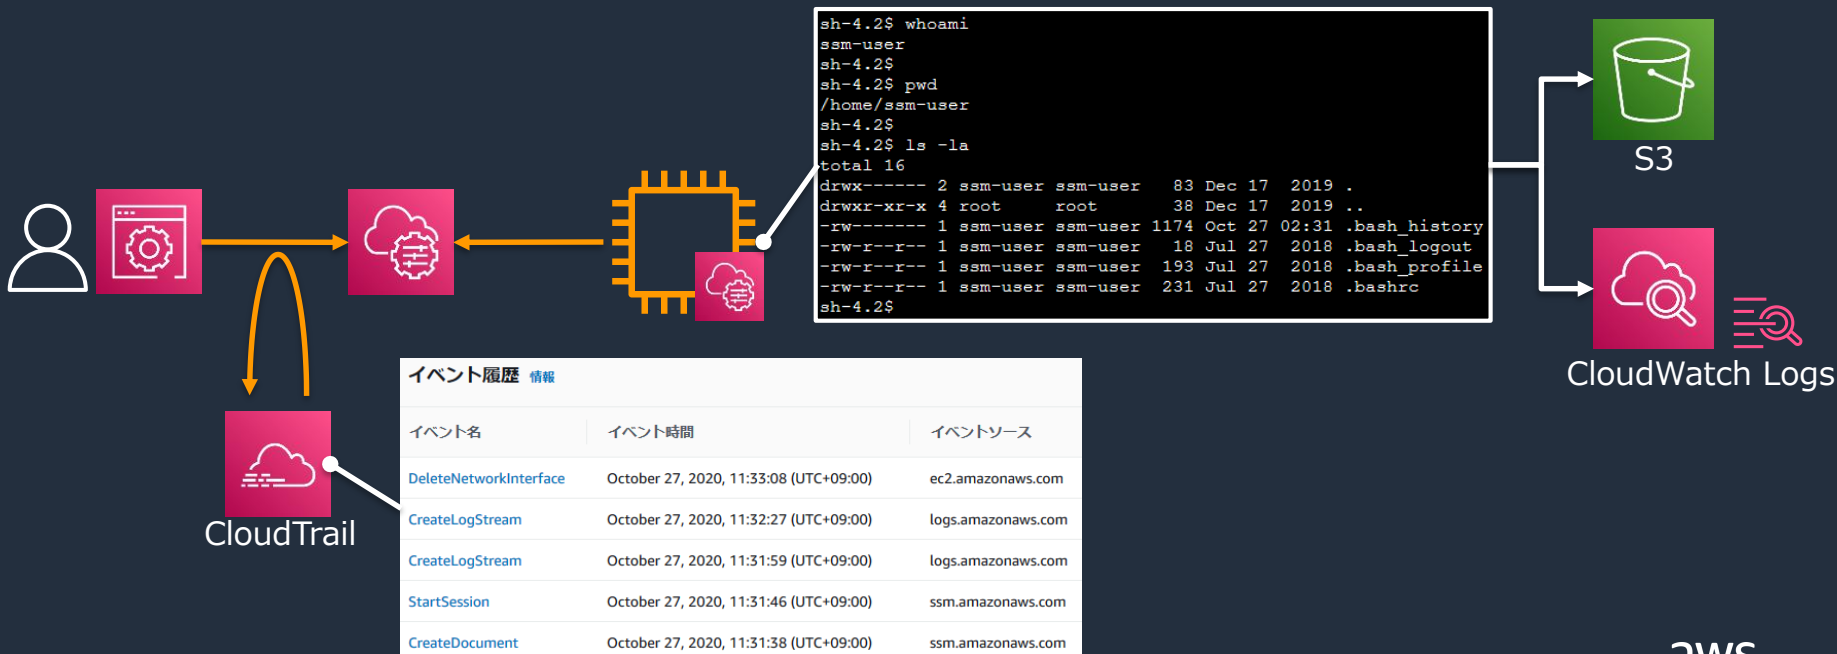 sh-4.2$ whoami
ssm-user
sh-4.2$
sh-4.2$ pwd
/home/ssm-user
sh-4.2$
sh-4.2$ ls -la
total 16
drwx------ 2 ssm-user ssm-user   83 Dec 17  2019 .
drwxr-xr-x 4 root     root       38 Dec 17  2019 ..
-rw------- 1 ssm-user ssm-user 1174 Oct 27 02:31 .bash_history
-rw-r--r-- 1 ssm-user ssm-user   18 Jul 27  2018 .bash_logout
-rw-r--r-- 1 ssm-user ssm-user  193 Jul 27  2018 .bash_profile
-rw-r--r-- 1 ssm-user ssm-user  231 Jul 27  2018 .bashrc
sh-4.2$
S3
CloudWatch Logs
CloudTrail
イベント履歴 情報
イベント名 イベント時間 イベントソース
DeleteNetworkInterface October 27, 2020, 11:33:08 (UTC+09:00) ec2.amazonaws.com
CreateLogStream October 27, 2020, 11:32:27 (UTC+09:00) logs.amazonaws.com
CreateLogStream October 27, 2020, 11:31:59 (UTC+09:00) logs.amazonaws.com
StartSession October 27, 2020, 11:31:46 (UTC+09:00) ssm.amazonaws.com
CreateDocument October 27, 2020, 11:31:38 (UTC+09:00) ssm.amazonaws.com
aws